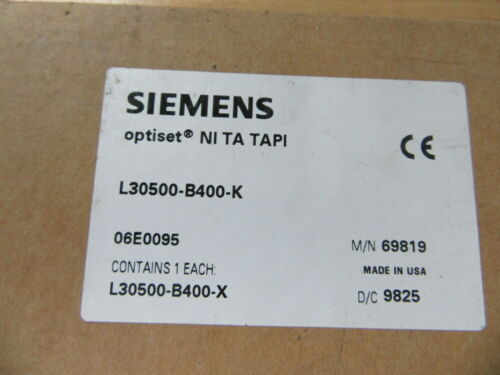 SIEMENS
optiset® NI TA TAPI
CE
L30500-B400-K
06E0095
M/N 69819
CONTAINS 1 EACH:
MADE IN USA
L30500-B400-X
D/C 9825